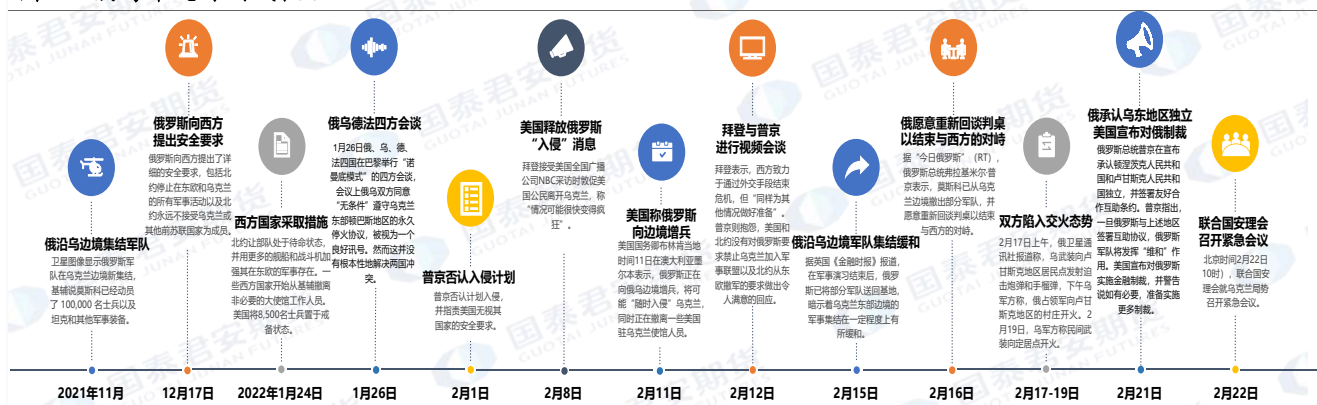 俄沿乌边境集结军队
卫星图像显示俄罗斯军
队在乌克兰边境新集结，
基辅说莫斯科已经动员
了 100,000 名士兵以及
坦克和其他军事装备。
2021年11月
俄罗斯向西方
提出安全要求
俄罗斯向西方提出了详
细的安全要求，包括北
约停止在东欧和乌克兰
的所有军事活动以及北
约永远不接受乌克兰或
其他前苏联国家为成员。
12月17日
西方国家采取措施
北约让部队处于待命状态，
并用更多的舰船和战斗机加
强其在东欧的军事存在。一
些西方国家开始从基辅撤离
非必要的大使馆工作人员。
美国将8,500名士兵置于戒
备状态。
2022年1月24日
俄乌德法四方会谈
1月26日俄、乌、德、
法四国在巴黎举行“诺
曼底模式”的四方会谈，
会议上俄乌双方同意
“无条件”遵守乌克兰
东部顿巴斯地区的永久
停火协议，被视为一个
良好讯号。然而这并没
有根本性地解决两国冲
突。
1月26日
普京否认入侵计划
普京否认计划入侵，
并指责美国无视其
国家的安全要求。
2月1日
美国释放俄罗斯
“入侵”消息
拜登接受美国全国广播
公司NBC采访时敦促美
国公民离开乌克兰，称
“情况可能很快变得疯
狂”。
2月8日
美国称俄罗斯
向边境增兵
美国国务卿布林肯当地
时间11日在澳大利亚墨
尔本表示，俄罗斯正在
向俄乌边境增兵，将可
能“随时入侵”乌克兰，
同时正在撤离一些美国
驻乌克兰使馆人员。
2月11日
拜登与普京
进行视频会谈
拜登表示，西方致力
于通过外交手段结束
危机，但“同样为其
他情况做好准备”。
普京则抱怨，美国和
北约没有对俄罗斯要
求禁止乌克兰加入军
事联盟以及北约从东
欧撤军的要求做出令
人满意的回应。
2月12日
俄沿乌边境军队集结缓和
据英国《金融时报》报道，
在军事演习结束后，俄罗
斯已将部分军队送回基地，
暗示着乌克兰东部边境的
军事集结在一定程度上有
所缓和。
2月15日
俄愿意重新回谈判桌
以结束与西方的对峙
据“今日俄罗斯”（RT），
俄罗斯总统弗拉基米尔·普
京表示，莫斯科已从乌克
兰边境撤出部分军队，并
愿意重新回谈判桌以结束
与西方的对峙。
2月16日
双方陷入交火态势
2月17日上午，俄卫星通
讯社报道称，乌武装向卢
甘斯克地区居民点发射迫
击炮弹和手榴弹，下午乌
军方称，俄占领军向卢甘
斯克地区的村庄开火。2
月19日，乌军方称民间武
装向定居点开火。
2月17-19日
俄承认乌东地区独立
美国宣布对俄制裁
俄罗斯总统普京在宣布
承认顿涅茨克人民共和
国和卢甘斯克人民共和
国独立，并签署友好合
作互助条约。普京指出，
一旦俄罗斯与上述地区
签署互助协议，俄罗斯
军队将发挥“维和”作
用。美国宣布对俄罗斯
实施金融制裁，并警告
说如有必要，准备实施
更多制裁。
2月21日
联合国安理会
召开紧急会议
北京时间2月22日
10时），联合国安
理会就乌克兰局势
召开紧急会议。
2月22日
国泰君安期货
GUOTAI JUNAN FUTURES